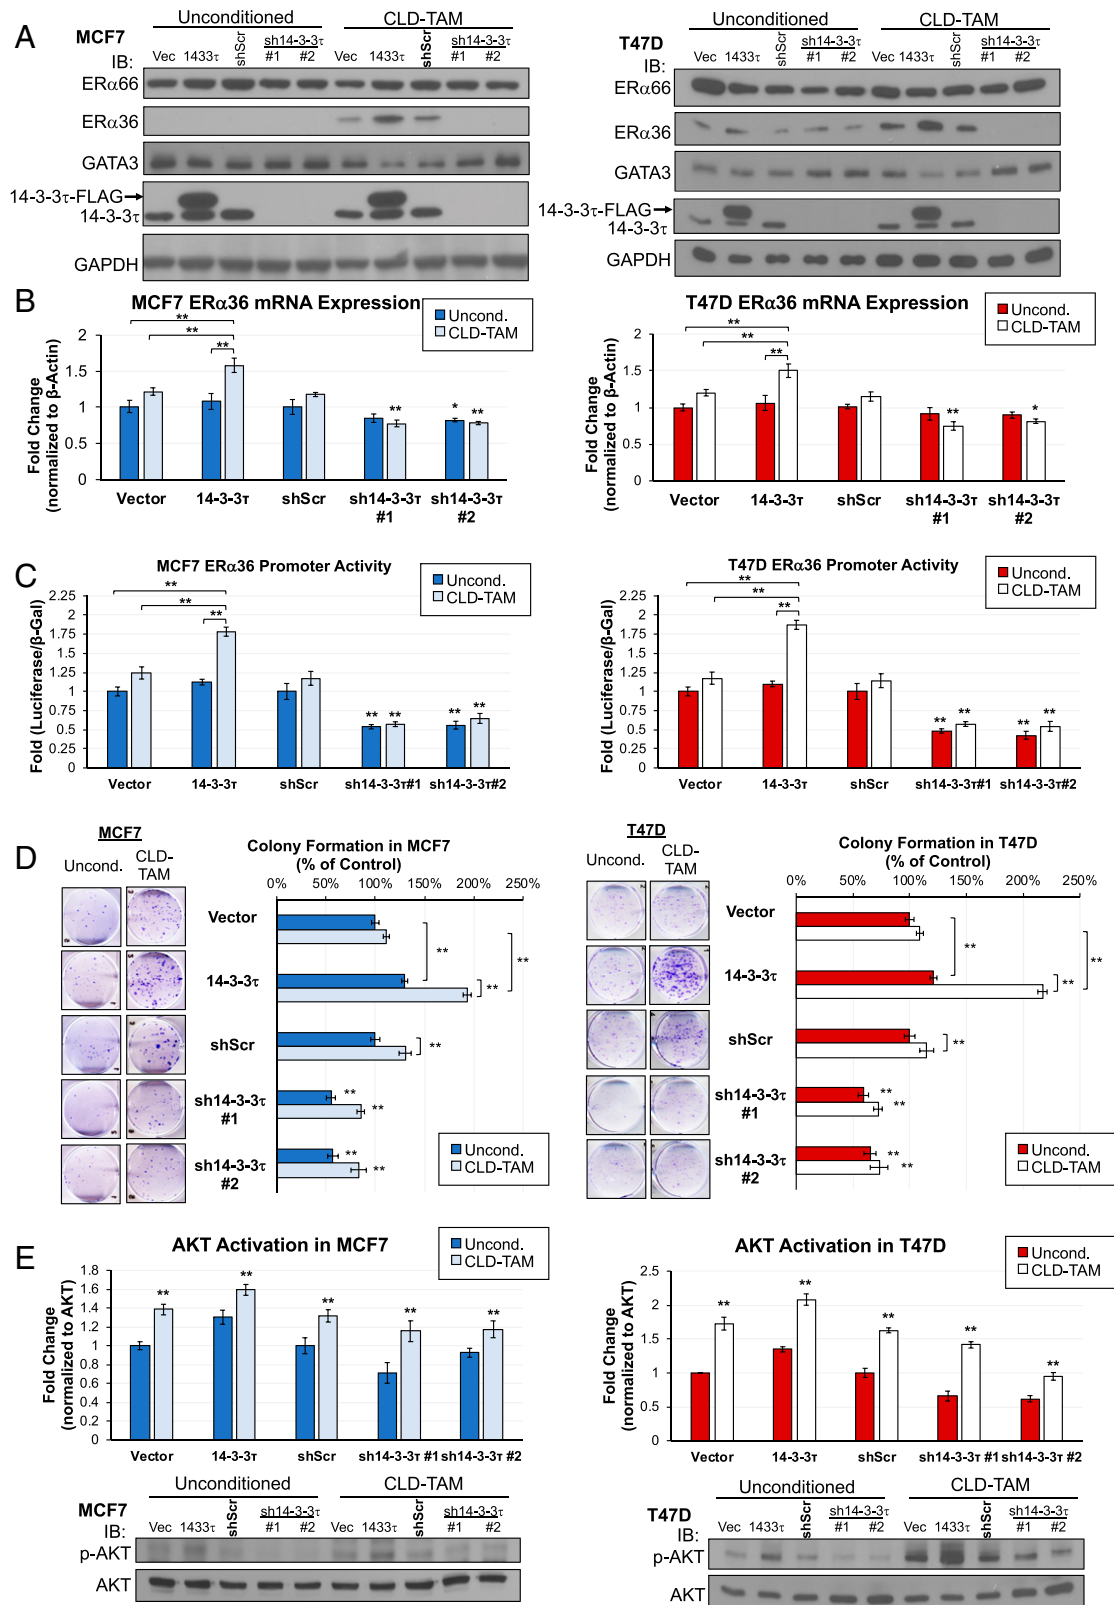 A
MCF7
Unconditioned
CLD-TAM
IB:
Vec 1433τ shScr sh14-3-3τ #1 #2
Vec 1433τ shScr sh14-3-3τ #1 #2
ERα66
ERα36
GATA3
14-3-3τ-FLAG
14-3-3τ
GAPDH
T47D
Unconditioned
CLD-TAM
IB:
Vec 1433τ shScr sh14-3-3τ #1 #2
Vec 1433τ shScr sh14-3-3τ #1 #2
ERα66
ERα36
GATA3
14-3-3τ-FLAG
14-3-3τ
GAPDH
B
MCF7 ERα36 mRNA Expression
Uncond.
CLD-TAM
Fold Change
(normalized to β-Actin)
2
1.5
1
0.5
0
** ** ** ** * **
Vector 14-3-3τ shScr sh14-3-3τ #1 sh14-3-3τ #2
T47D ERα36 mRNA Expression
Uncond.
CLD-TAM
Fold Change
(normalized to β-Actin)
2
1.5
1
0.5
0
** ** ** ** *
Vector 14-3-3τ shScr sh14-3-3τ #1 sh14-3-3τ #2
C
MCF7 ERα36 Promoter Activity
Uncond.
CLD-TAM
Fold (Luciferase/β-Gal)
2.25
2
1.75
1.5
1.25
1
0.75
0.5
0.25
0
** ** ** ** ** ** **
Vector 14-3-3τ shScr sh14-3-3τ#1 sh14-3-3τ#2
T47D ERα36 Promoter Activity
Uncond.
CLD-TAM
Fold (Luciferase/β-Gal)
2.25
2
1.75
1.5
1.25
1
0.75
0.5
0.25
0
** ** ** ** ** ** **
Vector 14-3-3τ shScr sh14-3-3τ#1 sh14-3-3τ#2
D
MCF7
Uncond. CLD-TAM
Colony Formation in MCF7
(% of Control)
0% 50% 100% 150% 200% 250%
Vector
14-3-3τ
shScr
sh14-3-3τ #1
sh14-3-3τ #2
** ** ** ** ** ** ** **
Uncond.
CLD-TAM
T47D
Uncond. CLD-TAM
Colony Formation in T47D
(% of Control)
0% 50% 100% 150% 200% 250%
Vector
14-3-3τ
shScr
sh14-3-3τ #1
sh14-3-3τ #2
** ** ** ** ** ** ** **
Uncond.
CLD-TAM
E
AKT Activation in MCF7
Uncond.
CLD-TAM
Fold Change
(normalized to AKT)
1.8
1.6
1.4
1.2
1
0.8
0.6
0.4
0.2
0
** ** ** ** **
Vector 14-3-3τ shScr sh14-3-3τ #1 sh14-3-3τ #2
MCF7
Unconditioned
CLD-TAM
IB:
Vec 1433τ shScr sh14-3-3τ #1 #2
Vec 1433τ shScr sh14-3-3τ #1 #2
p-AKT
AKT
AKT Activation in T47D
Uncond.
CLD-TAM
Fold Change
(normalized to AKT)
2.5
2
1.5
1
0.5
0
** ** ** ** **
Vector 14-3-3τ shScr sh14-3-3τ #1 sh14-3-3τ #2
T47D
Unconditioned
CLD-TAM
IB:
Vec 1433τ shScr sh14-3-3τ #1 #2
Vec 1433τ shScr sh14-3-3τ #1 #2
p-AKT
AKT